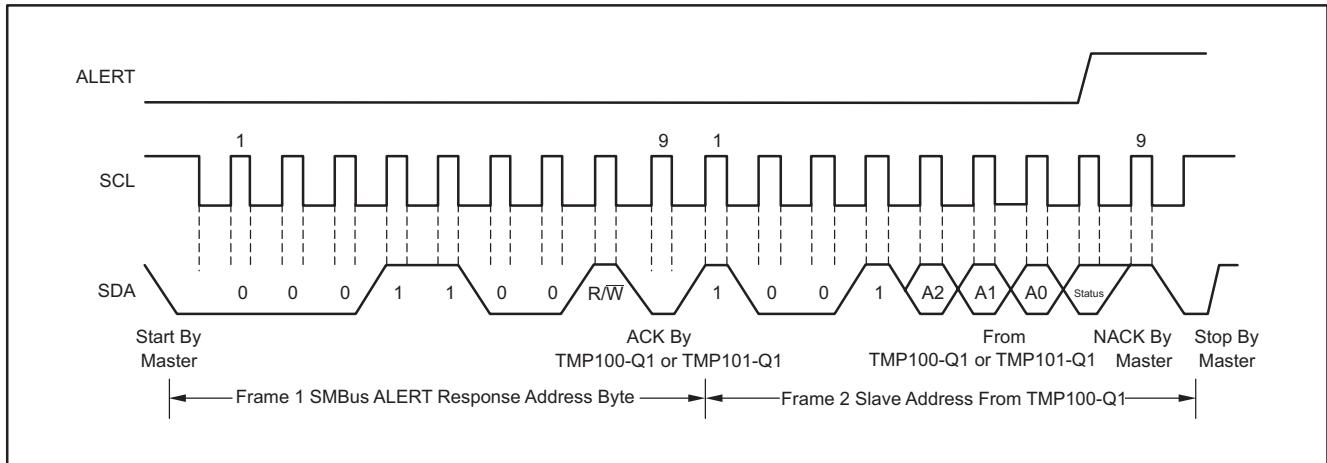 ALERT
1 9 1 9
SCL
SDA 0 0 0 1 1 0 0 R/W̅ 1 0 0 1 A2 A1 A0 Status
Start By Master
ACK By TMP100-Q1 or TMP101-Q1
From TMP100-Q1 or TMP101-Q1
NACK By Master
Stop By Master
Frame 1 SMBus ALERT Response Address Byte
Frame 2 Slave Address From TMP100-Q1